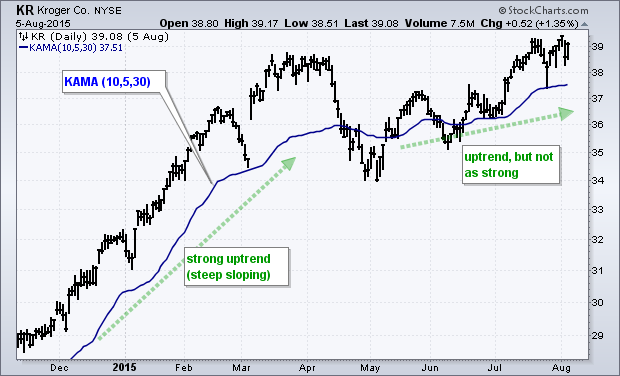 KR Kroger Co. NYSE © StockCharts.com
5-Aug-2015 Open 38.80 High 39.17 Low 38.51 Last 39.08 Volume 7.5M Chg +0.52 (+1.35%)
KR (Daily) 39.08 (5 Aug)
KAMA(10,5,30) 37.51
KAMA (10,5,30)
strong uptrend
(steep sloping)
uptrend, but not
as strong
39
38
37
36
35
34
33
32
31
30
29
Dec 2015 Feb Mar Apr May Jun Jul Aug